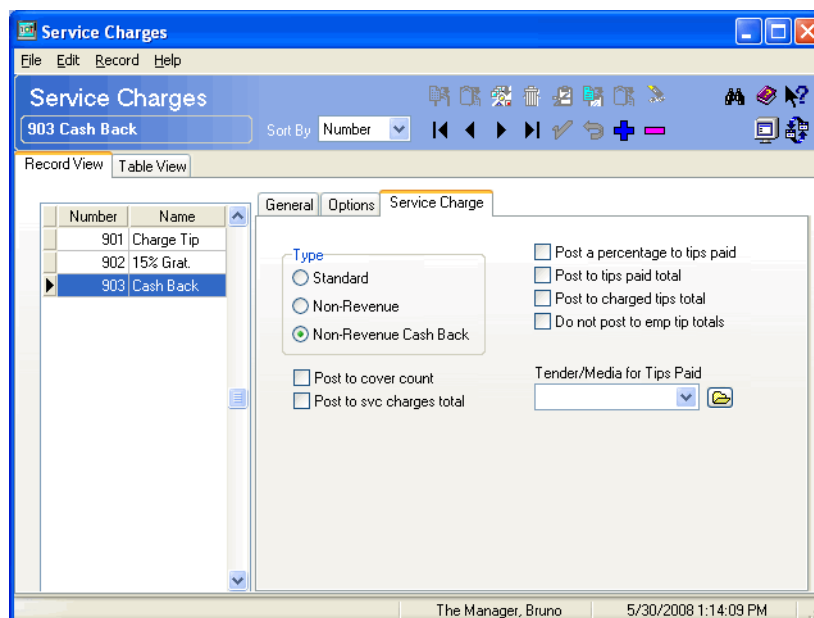 Service Charges
File Edit Record Help
Service Charges
903 Cash Back
Sort By Number
Record View Table View
General Options Service Charge
Number Name
901 Charge Tip
902 15% Grat.
903 Cash Back
Type
Standard
Non-Revenue
Non-Revenue Cash Back
Post to cover count
Post to svc charges total
Post a percentage to tips paid
Post to tips paid total
Post to charged tips total
Do not post to emp tip totals
Tender/Media for Tips Paid
The Manager, Bruno 5/30/2008 1:14:09 PM